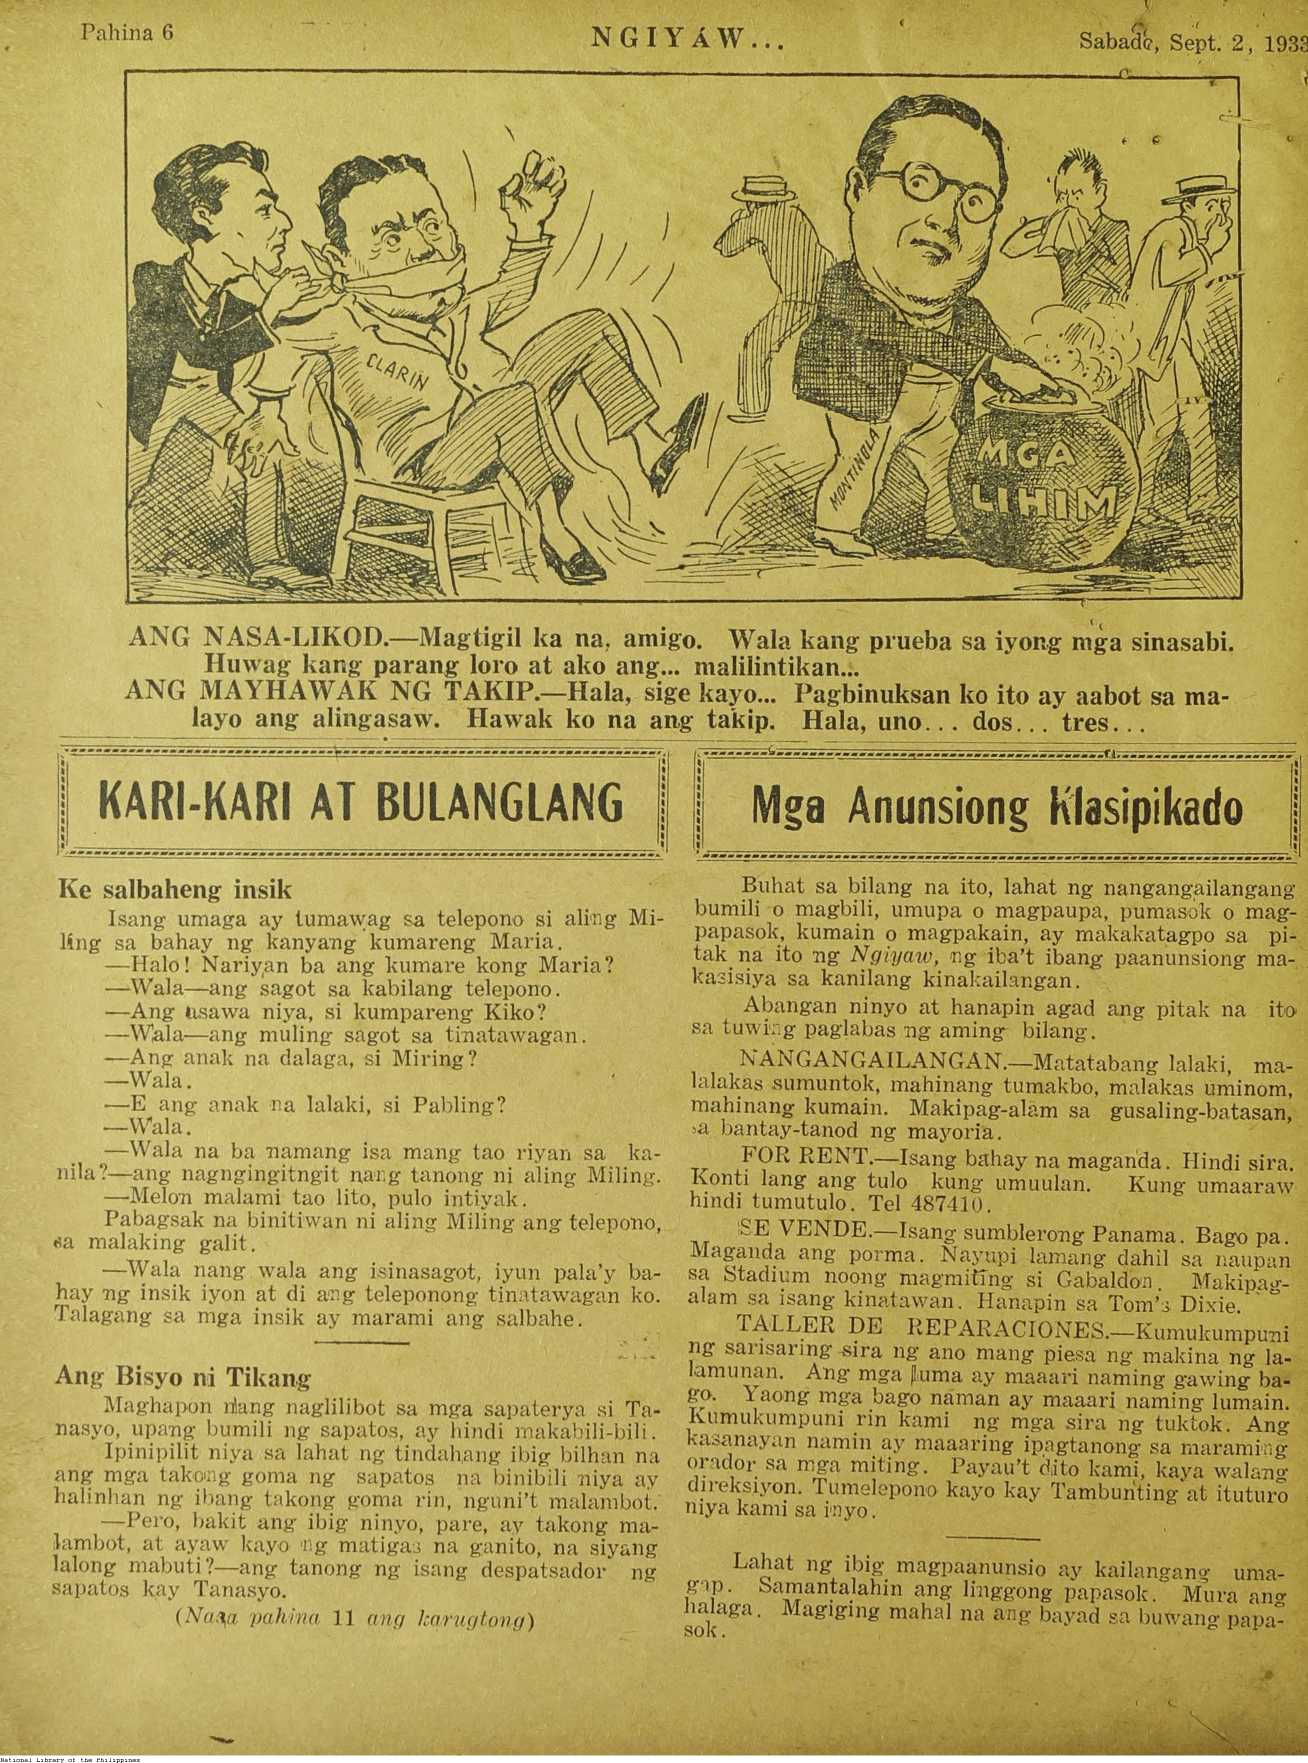 Pahina 6
NGIYAW...
Sabado, Sept. 2, 1933
CLARIN
MONTINOLA
MGA
LIHIM
ANG NASA-LIKOD.—Magtigil ka na, amigo. Wala kang prueba sa iyong mga sinasabi.
Huwag kang parang loro at ako ang... malilintikan...
ANG MAYHAWAK NG TAKIP.—Hala, sige kayo... Pagbinuksan ko ito ay aabot sa ma-
layo ang alingasaw. Hawak ko na ang takip. Hala, uno... dos... tres...
KARI-KARI AT BULANGLANG
Ke salbaheng insik
Isang umaga ay tumawag sa telepono si aling Mi-
ling sa bahay ng kanyang kumareng Maria.
—Halo! Nariyan ba ang kumare kong Maria?
—Wala—ang sagot sa kabilang telepono.
—Ang asawa niya, si kumpareng Kiko?
—Wala—ang muling sagot sa tinatawagan.
—Ang anak na dalaga, si Miring?
—Wala.
—E ang anak na lalaki, si Pabling?
—Wala.
—Wala na ba namang isa mang tao riyan sa ka-
nila?—ang nagngingitngit nang tanong ni aling Miling.
—Melon malami tao lito, pulo intiyak.
Pabagsak na binitiwan ni aling Miling ang telepono,
sa malaking galit.
—Wala nang wala ang isinasagot, iyun pala'y ba-
hay ng insik iyon at di ang teleponong tinatawagan ko.
Talagang sa mga insik ay marami ang salbahe.
Ang Bisyo ni Tikang
Maghapon nang naglilibot sa mga sapaterya si Ta-
nasyo, upang bumili ng sapatos, ay hindi makabili-bili.
Ipinipilit niya sa lahat ng tindahang ibig bilhan na
ang mga takong goma ng sapatos na binibili niya ay
halinhan ng ibang takong goma rin, nguni't malambot.
—Pero, bakit ang ibig ninyo, pare, ay takong ma-
lambot, at ayaw kayo ng matigas na ganito, na siyang
lalong mabuti?—ang tanong ng isang despatsador ng
sapatos kay Tanasyo.
(Nasa pahina 11 ang karugtong)
Mga Anunsiong Klasipikado
Buhat sa bilang na ito, lahat ng nangangailangang
bumili o magbili, umupa o magpaupa, pumasok o mag-
papasok, kumain o magpakain, ay makakatagpo sa pi-
tak na ito ng Ngiyaw, ng iba't ibang paanunsiong ma-
kasisiya sa kanilang kinakailangan.
Abangan ninyo at hanapin agad ang pitak na ito
sa tuwing paglabas ng aming bilang.
NANGANGAILANGAN.—Matatabang lalaki, ma-
lalakas sumuntok, mahinang tumakbo, malakas uminom,
mahinang kumain. Makipag-alam sa gusaling-batasan,
sa bantay-tanod ng mayoria.
FOR RENT.—Isang bahay na maganda. Hindi sira.
Konti lang ang tulo kung umuulan. Kung umaaraw
hindi tumutulo. Tel 487410.
SE VENDE.—Isang sumblerong Panama. Bago pa.
Maganda ang porma. Nayupi lamang dahil sa naupan
sa Stadium noong magmiting si Gabaldon. Makipag-
alam sa isang kinatawan. Hanapin sa Tom's Dixie.
TALLER DE REPARACIONES.—Kumukumpuni
ng sarisaring sira ng ano mang piesa ng makina ng la-
lamunan. Ang mga luma ay maaari naming gawing ba-
go. Yaong mga bago naman ay maaari naming lumain.
Kumukumpuni rin kami ng mga sira ng tuktok. Ang
kasanayan namin ay maaaring ipagtanong sa maraming
orador sa mga miting. Payau't dito kami, kaya walang
direksiyon. Tumelepono kayo kay Tambunting at ituturo
niya kami sa inyo.
Lahat ng ibig magpaanunsio ay kailangang uma-
gap. Samantalahin ang linggong papasok. Mura ang
halaga. Magiging mahal na ang bayad sa buwang papa-
sok.
National Library of the Philippines